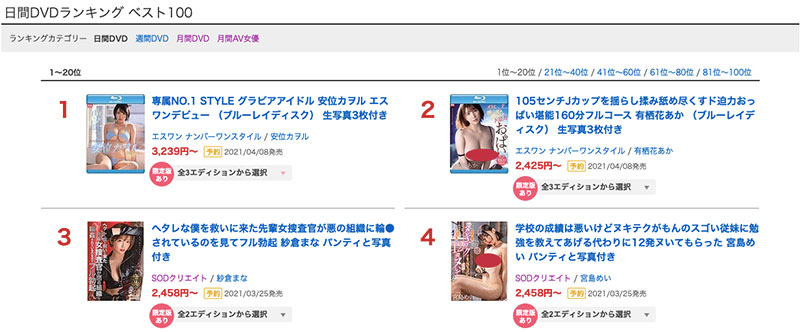 日間DVDランキング ベスト100
ランキングカテゴリー 日間DVD 週間DVD 月間DVD 月間AV女優
1～20位
1位～20位 / 21位～40位 / 41位～60位 / 61位～80位 / 81位～100位
1
専属NO.1 STYLE グラビアアイドル 安位カヲル エス
ワンデビュー （ブルーレイディスク） 生写真3枚付き
エスワン ナンバーワンスタイル / 安位カヲル
3,239円～ 予約 2021/04/08発売
限定版
あり
全3エディションから選択
2
105センチJカップを揺らし揉み舐め尽くすド迫力おっ
ぱい堪能160分フルコース 有栖花あか （ブルーレイデ
ィスク） 生写真3枚付き
エスワン ナンバーワンスタイル / 有栖花あか
2,425円～ 予約 2021/04/08発売
限定版
あり
全3エディションから選択
3
ヘタレな僕を救いに来た先輩女捜査官が悪の組織に輪●
されているのを見てフル勃起 紗倉まな パンティと写真
付き
SODクリエイト / 紗倉まな
2,458円～ 予約 2021/03/25発売
限定版
あり
全2エディションから選択
4
学校の成績は悪いけどヌキテクがもんのスゴい従妹に勉
強を教えてあげる代わりに12発ヌいてもらった 宮島め
い パンティと写真付き
SODクリエイト / 宮島めい
2,458円～ 予約 2021/03/25発売
限定版
あり
全2エディションから選択